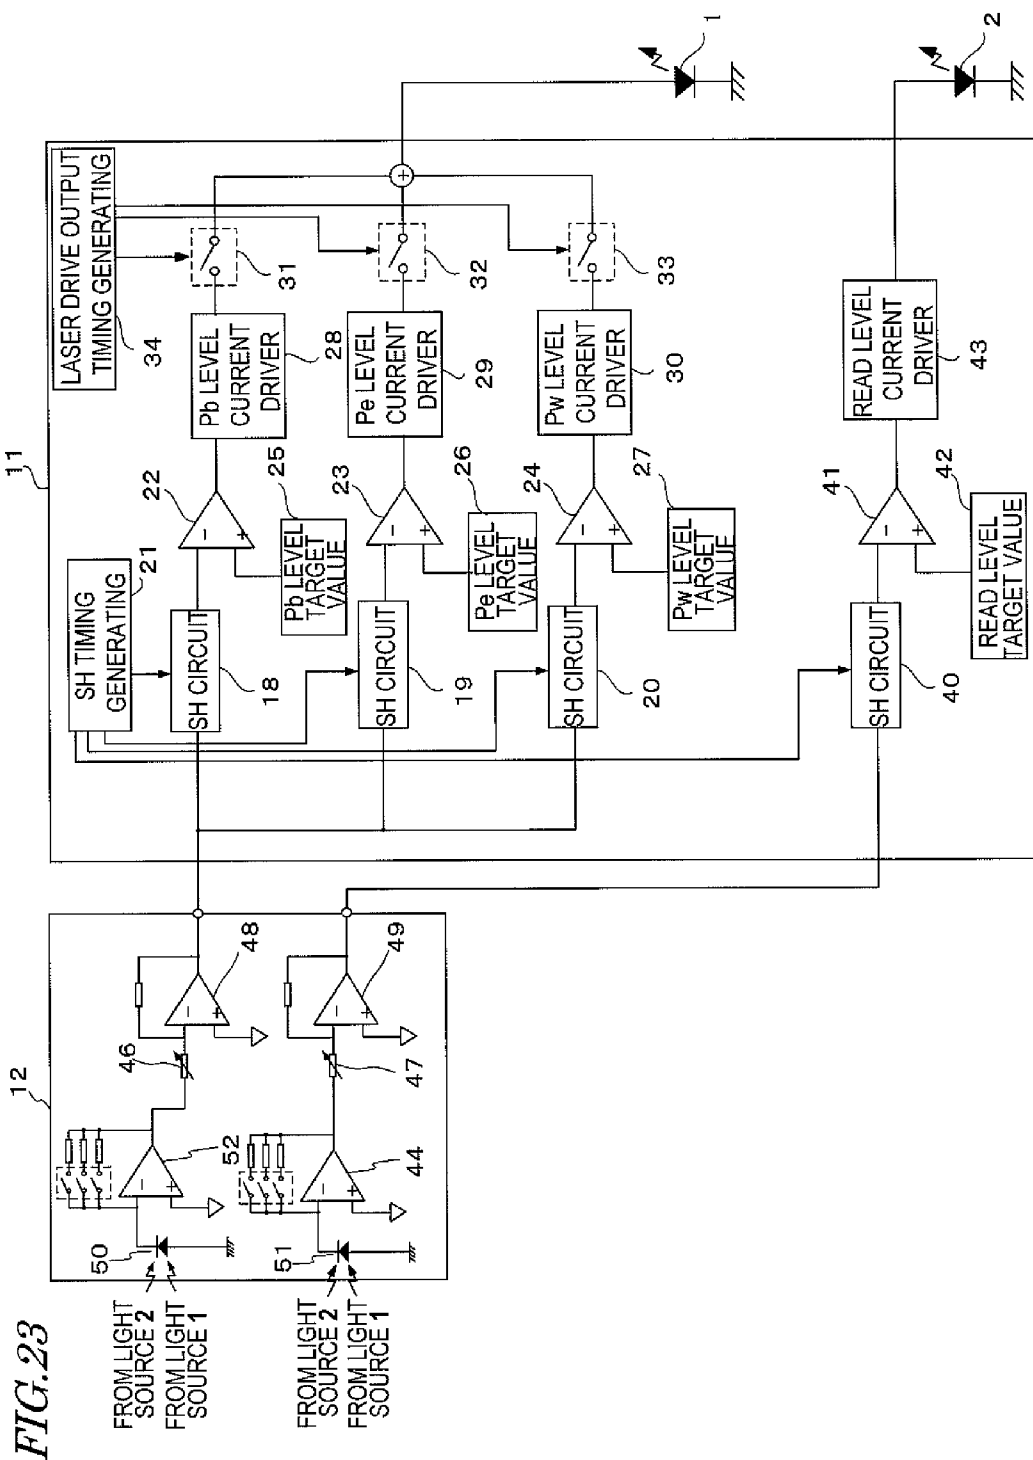 FIG.23
12
FROM LIGHT
SOURCE 2
FROM LIGHT
SOURCE 1
50
52
46
48
-
+
-
+
FROM LIGHT
SOURCE 2
FROM LIGHT
SOURCE 1
51
44
47
49
-
+
-
+
11
SH TIMING
GENERATING
21
LASER DRIVE OUTPUT
TIMING GENERATING
34
SH CIRCUIT
18
22
-
+
Pb LEVEL
TARGET
VALUE
25
Pb LEVEL
CURRENT
DRIVER
28
31
SH CIRCUIT
19
23
-
+
Pe LEVEL
TARGET
VALUE
26
Pe LEVEL
CURRENT
DRIVER
29
32
+
1
SH CIRCUIT
20
24
-
+
Pw LEVEL
TARGET
VALUE
27
Pw LEVEL
CURRENT
DRIVER
30
33
SH CIRCUIT
40
41
-
+
READ LEVEL
TARGET VALUE
42
READ LEVEL
CURRENT
DRIVER
43
2